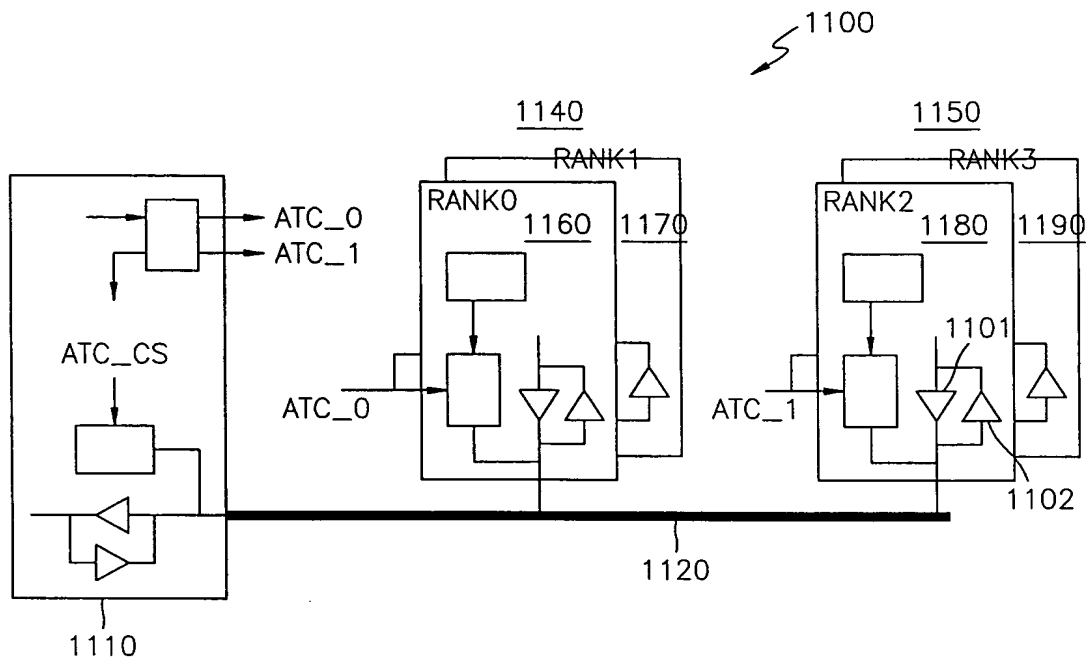 1100
1140
1150
RANK1
RANK3
RANK0
RANK2
1160
1170
1180
1190
ATC_0
ATC_1
ATC_CS
1101
ATC_0
ATC_1
1102
1120
1110